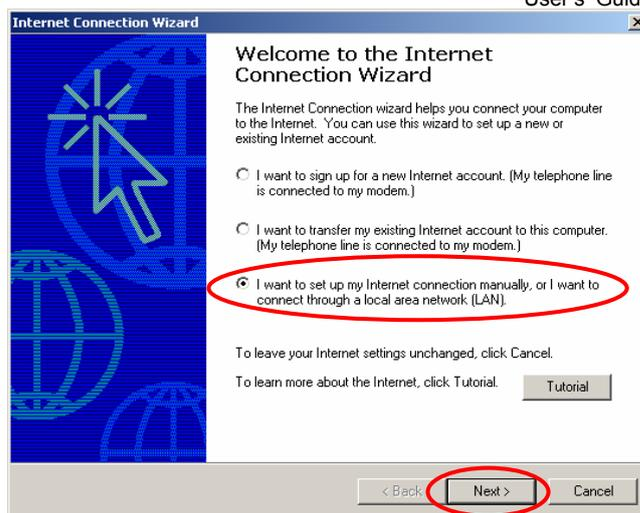 User's Guid
Internet Connection Wizard
Welcome to the Internet
Connection Wizard
The Internet Connection wizard helps you connect your computer
to the Internet. You can use this wizard to set up a new or
existing Internet account.
I want to sign up for a new Internet account. (My telephone line
is connected to my modem.)
I want to transfer my existing Internet account to this computer.
(My telephone line is connected to my modem.)
I want to set up my Internet connection manually, or I want to
connect through a local area network (LAN).
To leave your Internet settings unchanged, click Cancel.
To learn more about the Internet, click Tutorial.
Tutorial
< Back
Next >
Cancel